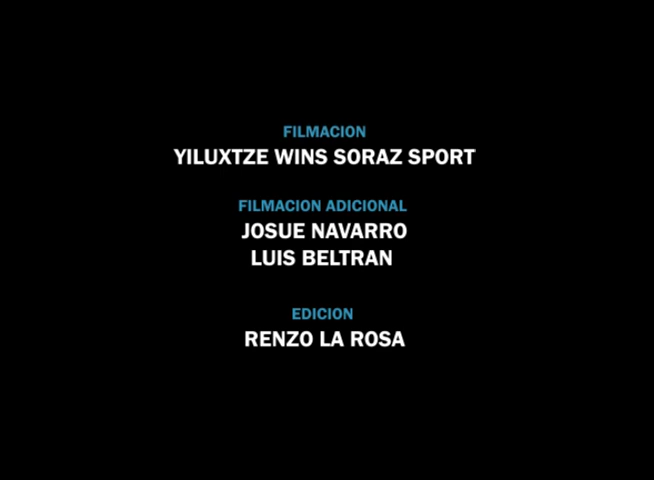 FILMACION
YILUXTZE WINS SORAZ SPORT
FILMACION ADICIONAL
JOSUE NAVARRO
LUIS BELTRAN
EDICION
RENZO LA ROSA